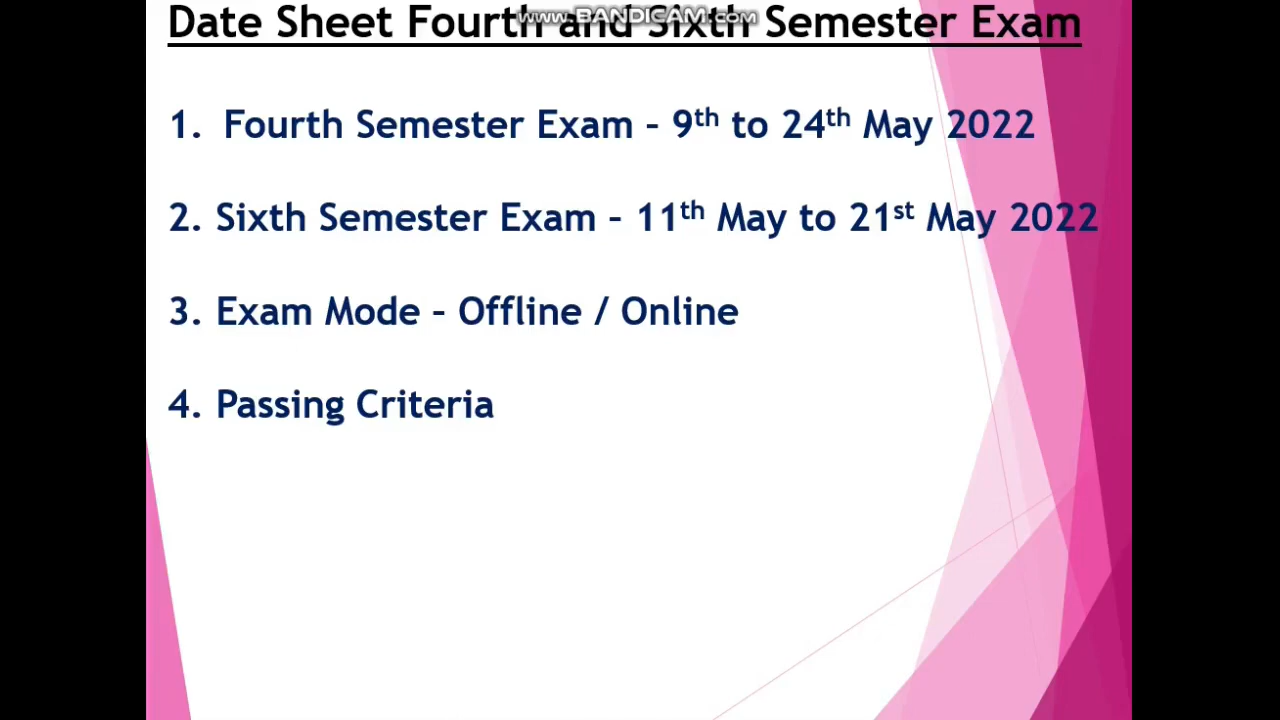 www.BANDICAM.com
Date Sheet Fourth and Sixth Semester Exam
1. Fourth Semester Exam – 9th to 24th May 2022
2. Sixth Semester Exam – 11th May to 21st May 2022
3. Exam Mode – Offline / Online
4. Passing Criteria